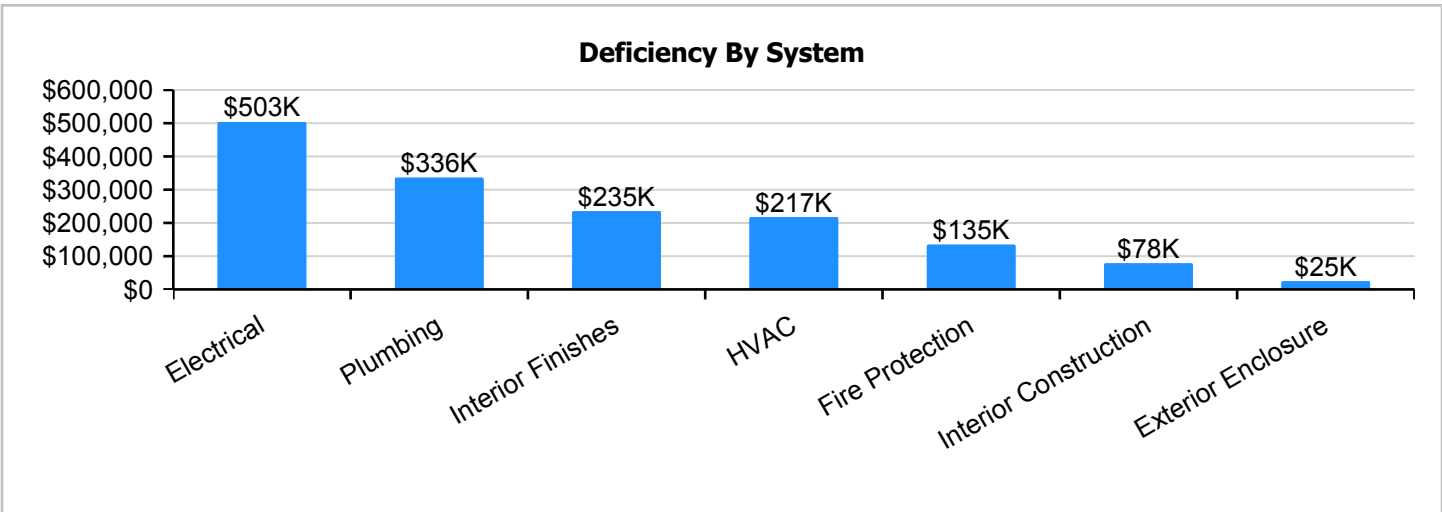 Deficiency By System
$600,000
$500,000
$400,000
$300,000
$200,000
$100,000
$0
$503K
$336K
$235K
$217K
$135K
$78K
$25K
Electrical
Plumbing
Interior Finishes
HVAC
Fire Protection
Interior Construction
Exterior Enclosure